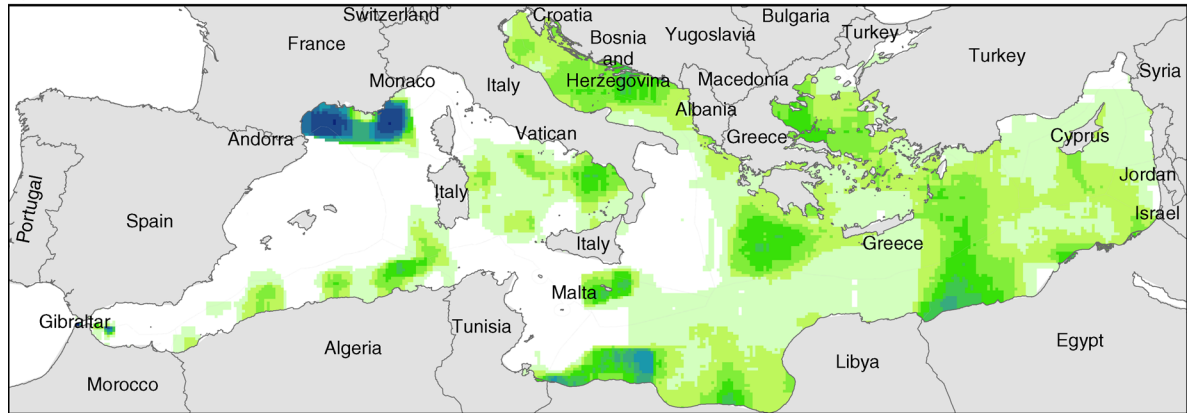 Switzerland
Croatia
Bulgaria
France
Bosnia
and
Herzegovina
Yugoslavia
Turkey
Turkey
Monaco
Italy
Macedonia
Syria
Andorra
Vatican
Albania
Greece
Cyprus
Portugal
Spain
Italy
Jordan
Italy
Greece
Israel
Malta
Gibraltar
Algeria
Tunisia
Libya
Egypt
Morocco